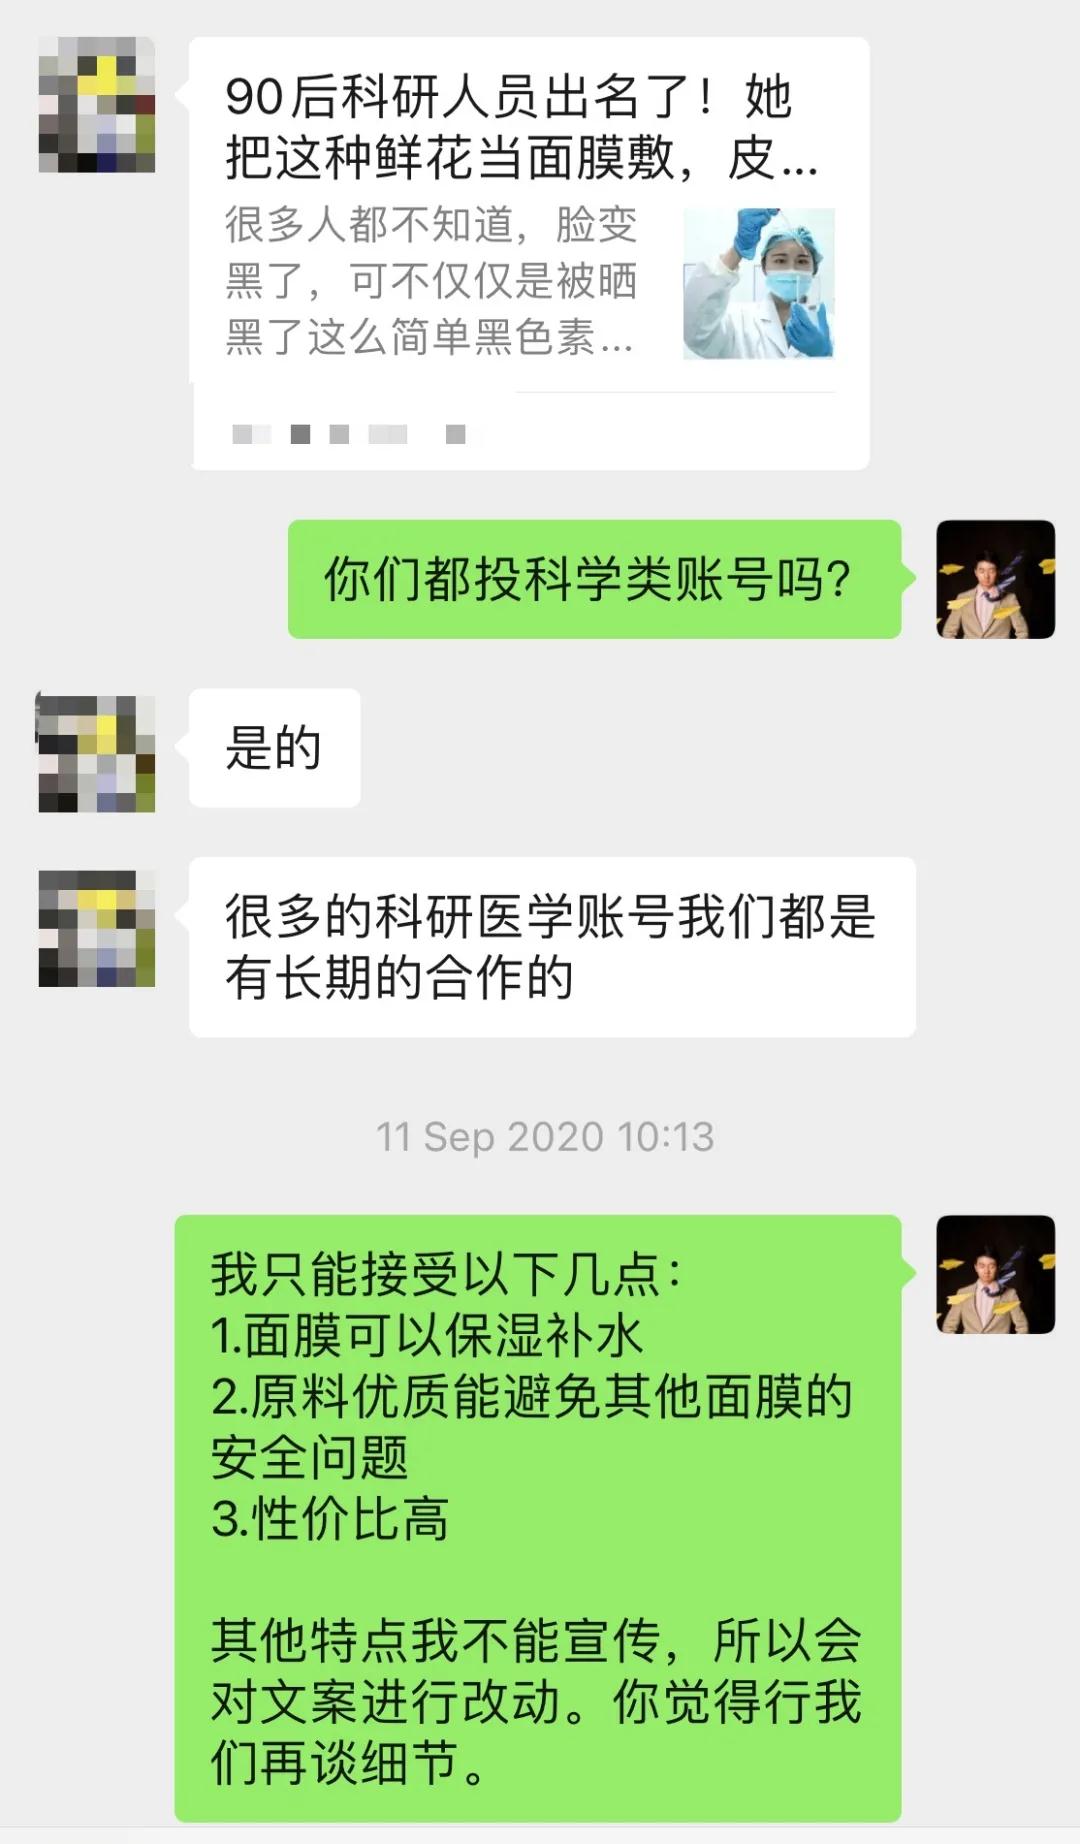 90后科研人员出名了！她
把这种鲜花当面膜敷，皮...
很多人都不知道，脸变
黑了，可不仅仅是被晒
黑了这么简单黑色素...
你们都投科学类账号吗?
是的
很多的科研医学账号我们都是
有长期的合作的
11 Sep 2020 10:13
我只能接受以下几点：
1.面膜可以保湿补水
2.原料优质能避免其他面膜的
安全问题
3.性价比高
其他特点我不能宣传，所以会
对文案进行改动。你觉得行我
们再谈细节。